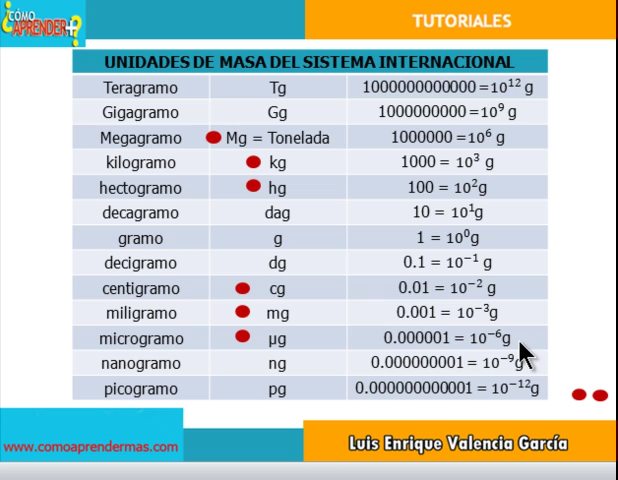 ¿CÓMO
APRENDER+?
TUTORIALES
UNIDADES DE MASA DEL SISTEMA INTERNACIONAL
Teragramo Tg 1000000000000 =10¹² g
Gigagramo Gg 1000000000 =10⁹ g
Megagramo Mg = Tonelada 1000000 =10⁶ g
kilogramo kg 1000 = 10³ g
hectogramo hg 100 = 10²g
decagramo dag 10 = 10¹g
gramo g 1 = 10⁰g
decigramo dg 0.1 = 10⁻¹ g
centigramo cg 0.01 = 10⁻² g
miligramo mg 0.001 = 10⁻³g
microgramo µg 0.000001 = 10⁻⁶g
nanogramo ng 0.000000001 = 10⁻⁹g
picogramo pg 0.000000000001 = 10⁻¹²g
www.comoaprendermas.com
Luis Enrique Valencia García